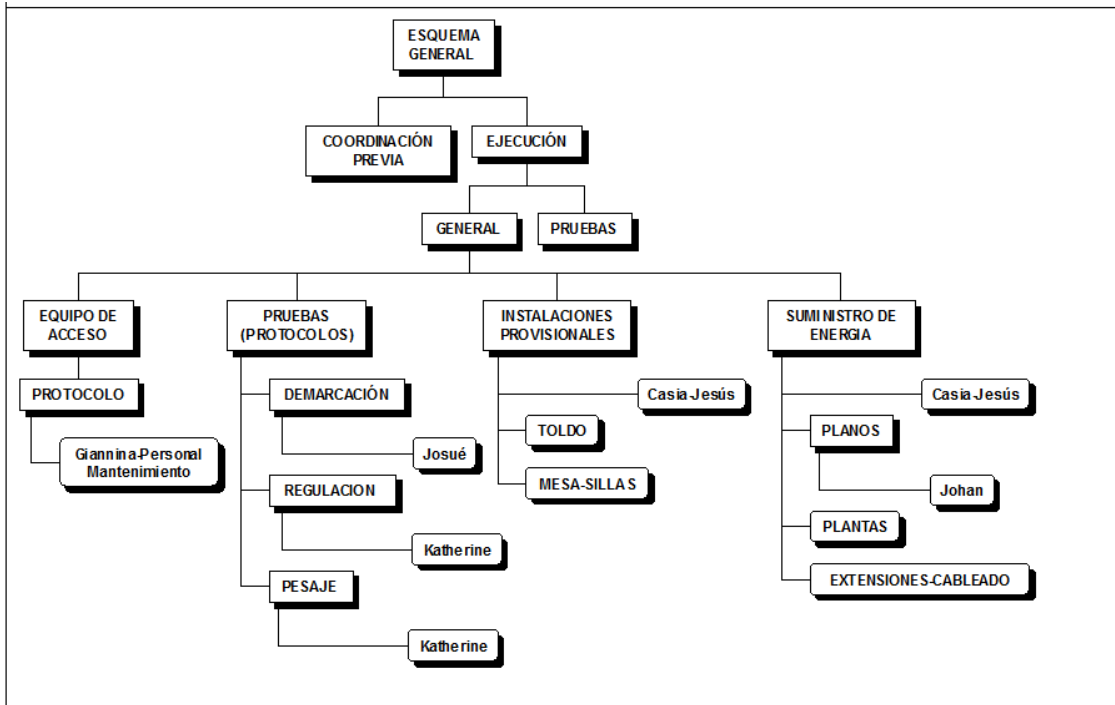 ESQUEMA
GENERAL
COORDINACIÓN
PREVIA
EJECUCIÓN
GENERAL
PRUEBAS
EQUIPO DE
ACCESO
PRUEBAS
(PROTOCOLOS)
INSTALACIONES
PROVISIONALES
SUMINISTRO DE
ENERGIA
PROTOCOLO
Giannina-Personal
Mantenimiento
DEMARCACIÓN
Josué
REGULACION
Katherine
PESAJE
Katherine
Casia-Jesús
TOLDO
MESA-SILLAS
Casia-Jesús
PLANOS
Johan
PLANTAS
EXTENSIONES-CABLEADO